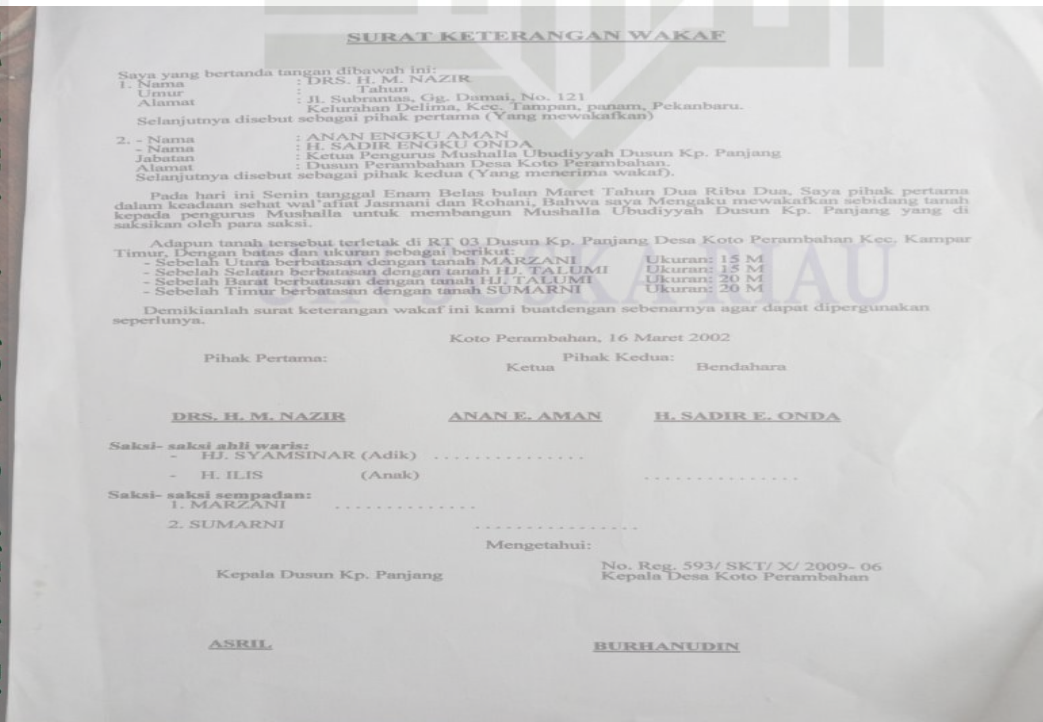 SURAT KETERANGAN WAKAF
Saya yang bertanda tangan dibawah ini:
1. Nama : DRS. H. M. NAZIR
Umur : Tahun
Alamat : Jl. Subrantas, Gg. Damai, No. 121
Kelurahan Delima, Kec. Tampan, panam, Pekanbaru.
Selanjutnya disebut sebagai pihak pertama (Yang mewakafkan)
2. - Nama : ANAN ENGKU AMAN
- Nama : H. SADIR ENGKU ONDA
Jabatan : Ketua Pengurus Mushalla Ubudiyyah Dusun Kp. Panjang
Alamat : Dusun Perambahan Desa Koto Perambahan.
Selanjutnya disebut sebagai pihak kedua (Yang menerima wakaf).
Pada hari ini Senin tanggal Enam Belas bulan Maret Tahun Dua Ribu Dua, Saya pihak pertama
dalam keadaan sehat wal'afiat Jasmani dan Rohani, Bahwa saya Mengaku mewakafkan sebidang tanah
kepada pengurus Mushalla untuk membangun Mushalla Ubudiyyah Dusun Kp. Panjang yang di
saksikan oleh para saksi.
Adapun tanah tersebut terletak di RT 03 Dusun Kp. Panjang Desa Koto Perambahan Kec. Kampar
Timur, Dengan batas dan ukuran sebagai berikut:
- Sebelah Utara berbatasan dengan tanah MARZANI Ukuran: 15 M
- Sebelah Selatan berbatasan dengan tanah HJ. TALUMI Ukuran: 15 M
- Sebelah Barat berbatasan dengan tanah HJ. TALUMI Ukuran: 20 M
- Sebelah Timur berbatasan dengan tanah SUMARNI Ukuran: 20 M
UIN SUSKA RIAU
Demikianlah surat keterangan wakaf ini kami buatdengan sebenarnya agar dapat dipergunakan
seperlunya.
Koto Perambahan, 16 Maret 2002
Pihak Pertama: Pihak Kedua:
Ketua Bendahara
DRS. H. M. NAZIR ANAN E. AMAN H. SADIR E. ONDA
Saksi- saksi ahli waris:
- HJ. SYAMSINAR (Adik) . . . . . . . . . . . . . . .
- H. ILIS (Anak) . . . . . . . . . . . . . . .
Saksi- saksi sempadan:
1. MARZANI . . . . . . . . . . . . . .
2. SUMARNI . . . . . . . . . . . . . . . .
Mengetahui:
No. Reg. 593/ SKT/ X/ 2009- 06
Kepala Dusun Kp. Panjang Kepala Desa Koto Perambahan
ASRIL BURHANUDIN